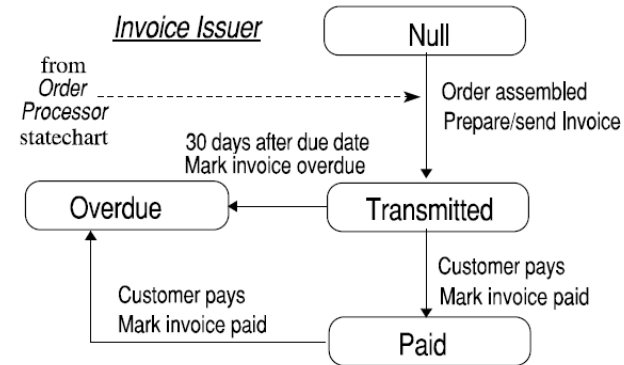 Invoice Issuer
Null
from
Order
Processor
statechart
Order assembled
Prepare/send Invoice
30 days after due date
Mark invoice overdue
Overdue
Transmitted
Customer pays
Mark invoice paid
Customer pays
Mark invoice paid
Paid